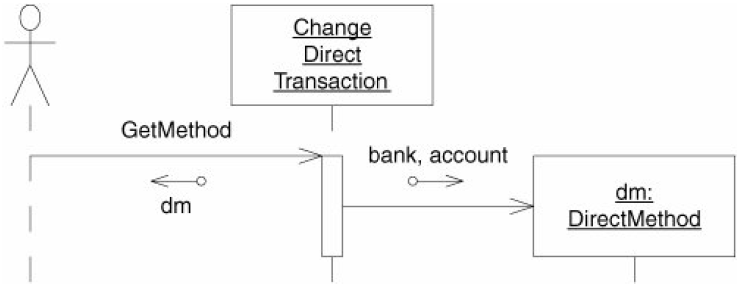 Change
Direct
Transaction
GetMethod
bank, account
dm
dm:
DirectMethod